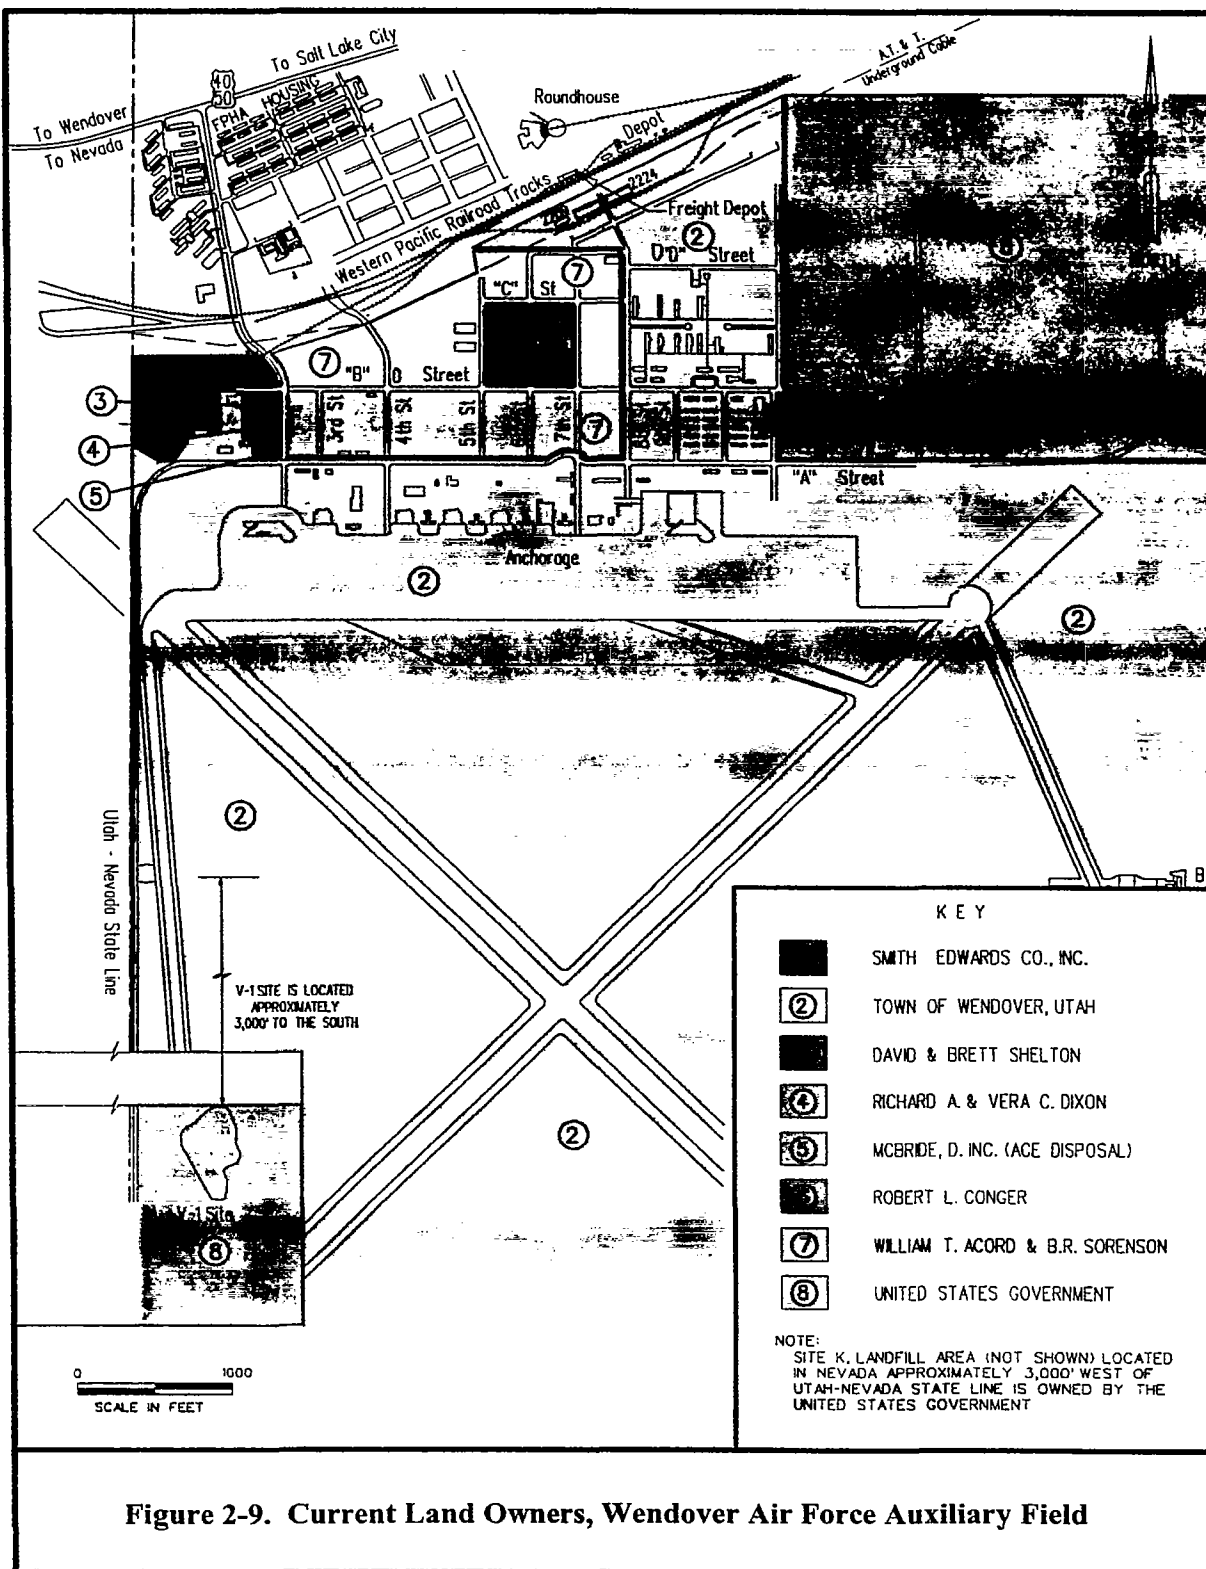 To Salt Lake City
A.T. & T.
Underground Cable
40
50
FPHA HOUSING
Roundhouse
To Wendover
To Nevada
Depot
2224
Western Pacific Railroad Tracks
Freight Depot
2
"D" Street
8
NORTH
7
"C" St
7
"B" Street
3
3rd St
4th St
5th St
7th St
7
4
5
"A" Street
Anchorage
2
2
2
Utah - Nevada State Line
V-1 SITE IS LOCATED
APPROXIMATELY
3,000' TO THE SOUTH
2
V-1 Site
8
B
KEY
SMITH EDWARDS CO., INC.
2 TOWN OF WENDOVER, UTAH
DAVID & BRETT SHELTON
4 RICHARD A. & VERA C. DIXON
5 MCBRIDE, D. INC. (ACE DISPOSAL)
ROBERT L. CONGER
7 WILLIAM T. ACORD & B.R. SORENSON
8 UNITED STATES GOVERNMENT
NOTE:
SITE K, LANDFILL AREA (NOT SHOWN) LOCATED
IN NEVADA APPROXIMATELY 3,000' WEST OF
UTAH-NEVADA STATE LINE IS OWNED BY THE
UNITED STATES GOVERNMENT
0 1000
SCALE IN FEET
Figure 2-9. Current Land Owners, Wendover Air Force Auxiliary Field